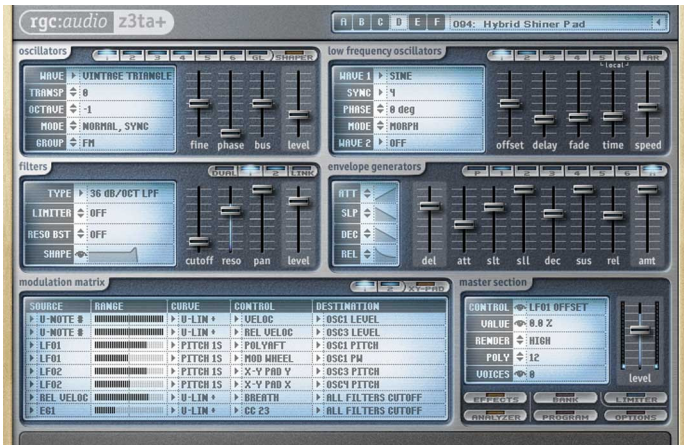 rgc:audio z3ta+
A B C D E F 004: Hybrid Shiner Pad
oscillators
1 2 3 4 5 6 GL SHAPER
WAVE VINTAGE TRIANGLE
TRANSP 0
OCTAVE -1
MODE NORMAL, SYNC
GROUP FM
fine phase bus level
low frequency oscillators
1 2 3 4 5 6 AR
local
WAVE 1 SINE
SYNC 4
PHASE 0 deg
MODE MORPH
WAVE 2 OFF
offset delay fade time speed
filters
DUAL 1 2 LINK
TYPE 36 dB/OCT LPF
LIMITER OFF
RESO BST OFF
SHAPE
cutoff reso pan level
envelope generators
P 1 2 3 4 5 6 A
ATT
SLP
DEC
REL
del att slt sll dec sus rel amt
modulation matrix
1 2 XY-PAD
SOURCE RANGE CURVE CONTROL DESTINATION
U-NOTE # U-LIN + VELOC OSC1 LEVEL
U-NOTE # U-LIN + REL VELOC OSC3 LEVEL
LFO1 PITCH 1S POLYAFT OSC1 PITCH
LFO1 PITCH 1S MOD WHEEL OSC1 PW
LFO2 PITCH 1S X-Y PAD Y OSC3 PITCH
LFO2 PITCH 1S X-Y PAD X OSC4 PITCH
REL VELOC U-LIN + BREATH ALL FILTERS CUTOFF
EG1 U-LIN + CC 23 ALL FILTERS CUTOFF
master section
CONTROL LFO1 OFFSET
VALUE 0.0 %
RENDER HIGH
POLY 12
VOICES 0
level
EFFECTS BANK LIMITER
ANALYZER PROGRAM OPTIONS